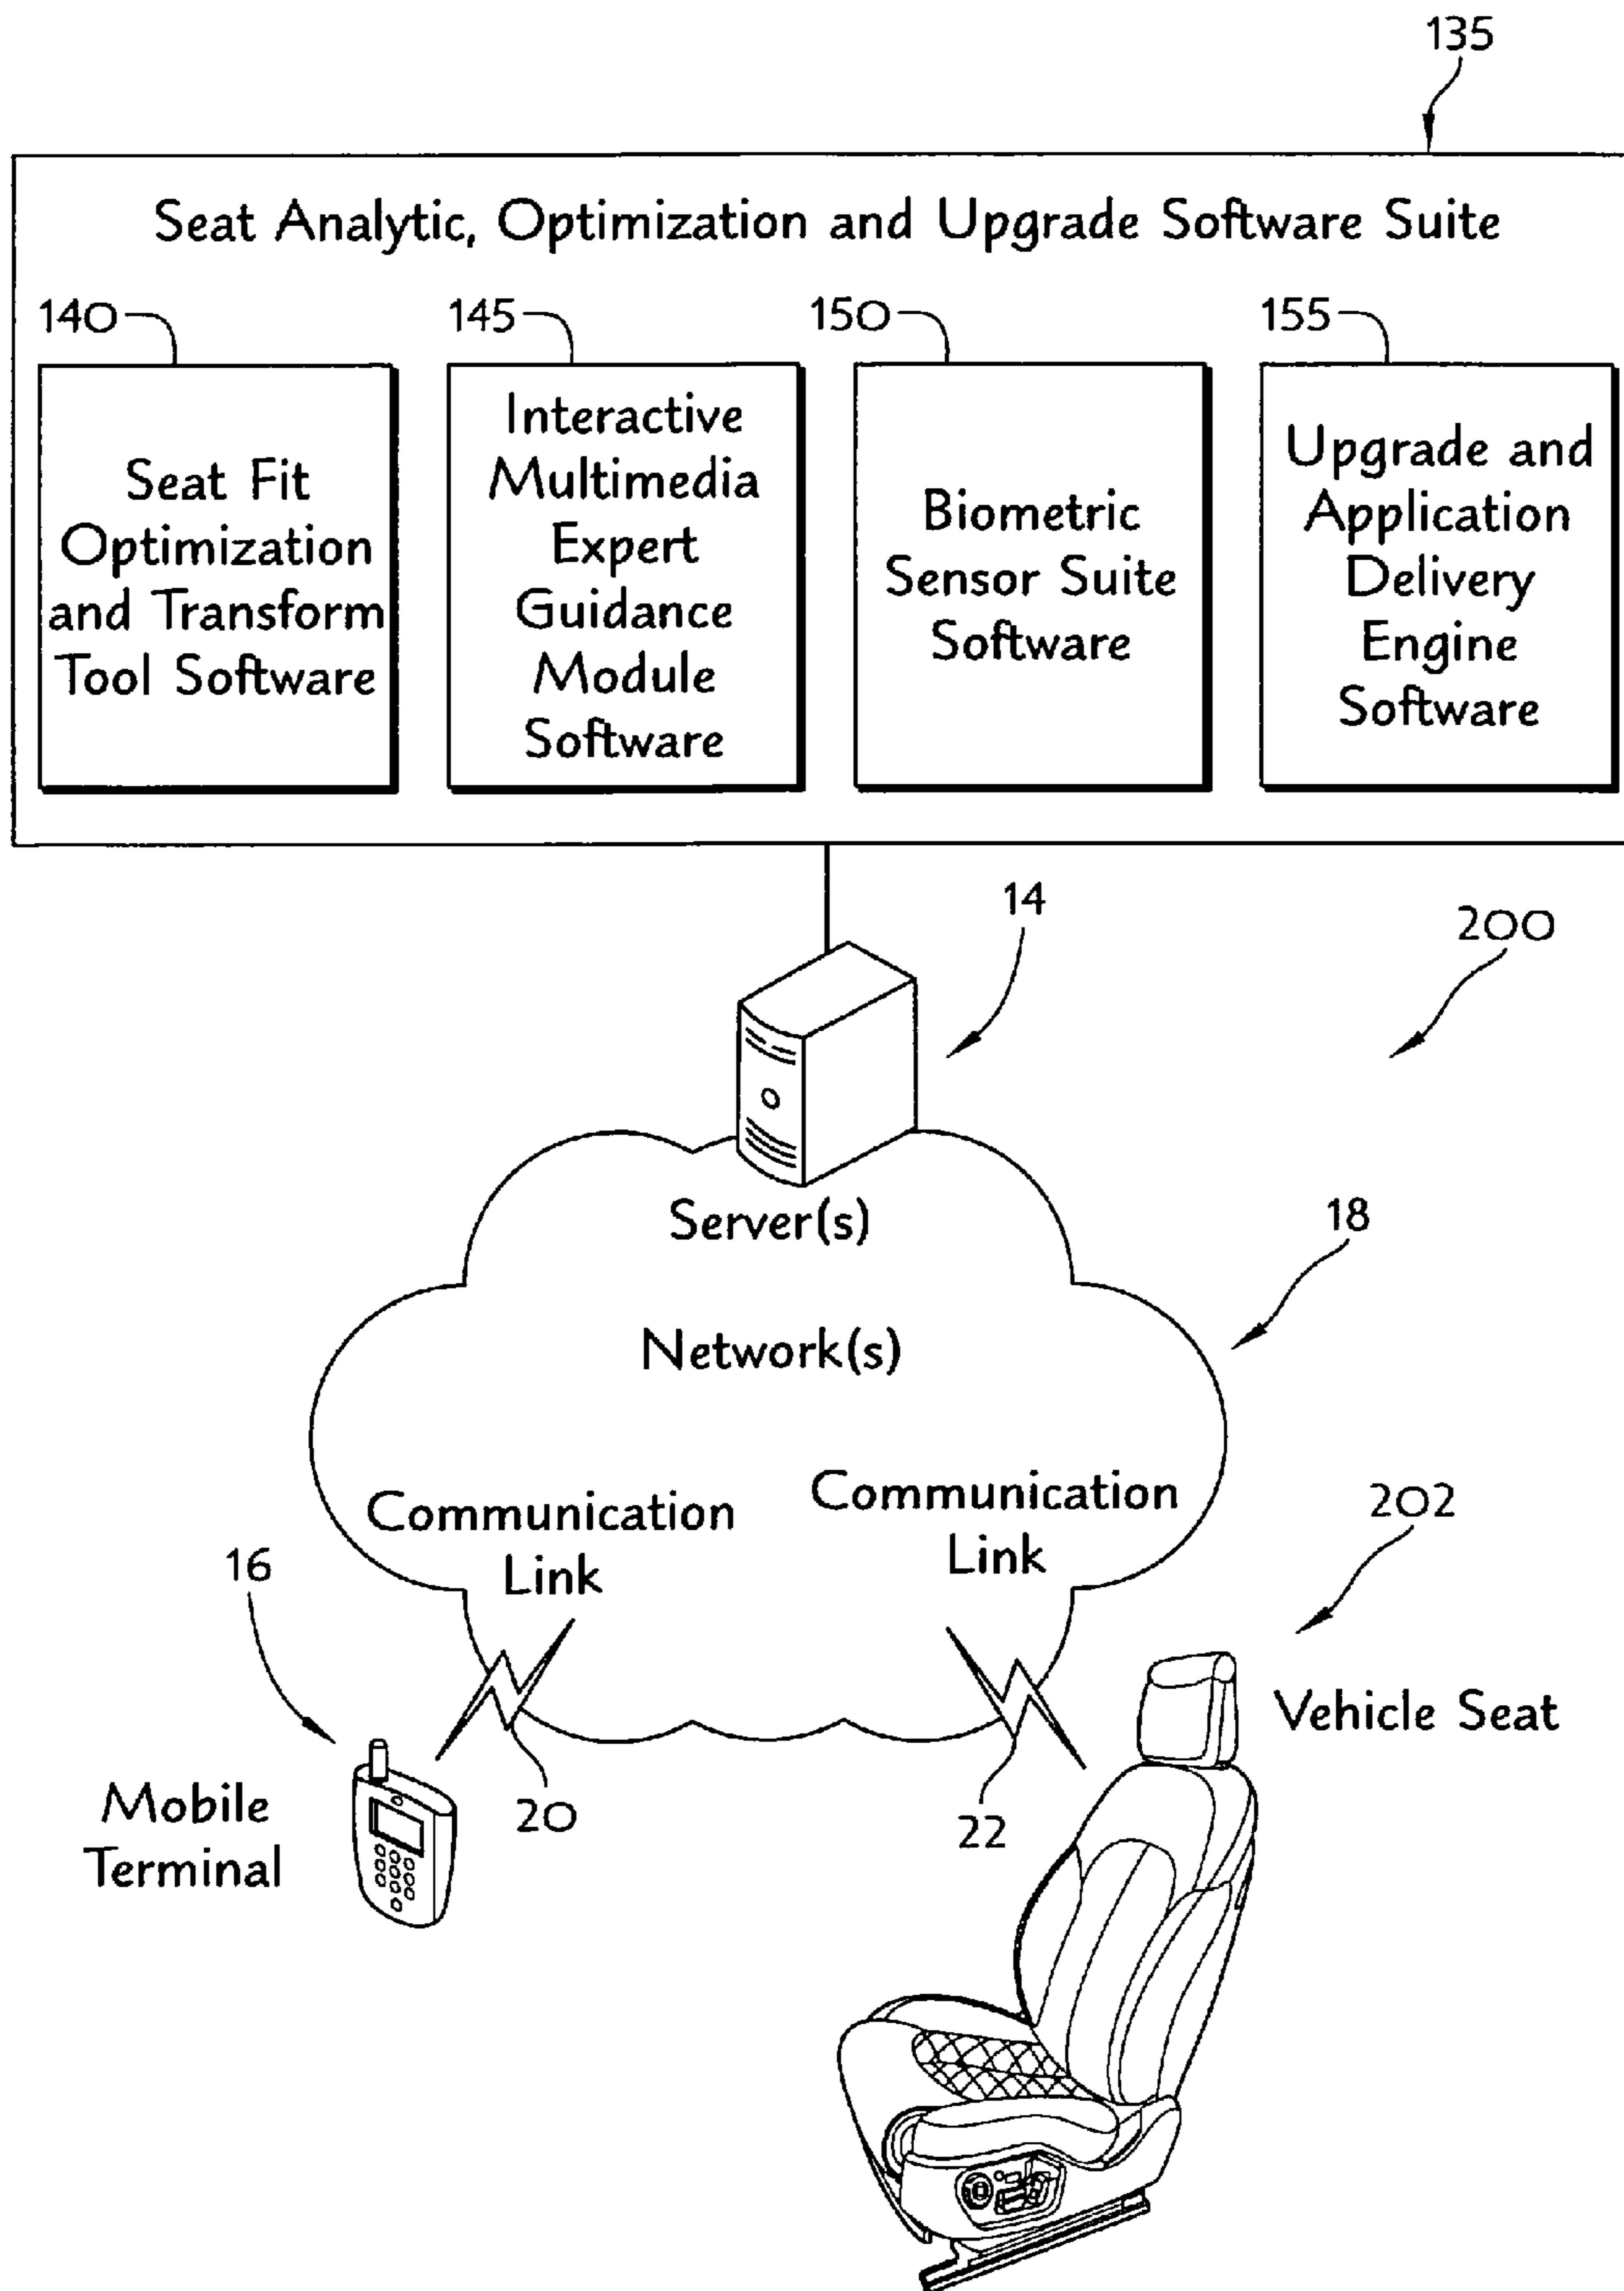 135
Seat Analytic, Optimization and Upgrade Software Suite
140
145
150
155
Seat Fit
Optimization
and Transform
Tool Software
Interactive
Multimedia
Expert
Guidance
Module
Software
Biometric
Sensor Suite
Software
Upgrade and
Application
Delivery
Engine
Software
14
200
Server(s)
18
Network(s)
Communication
Link
Communication
Link
202
16
Vehicle Seat
Mobile
Terminal
20
22